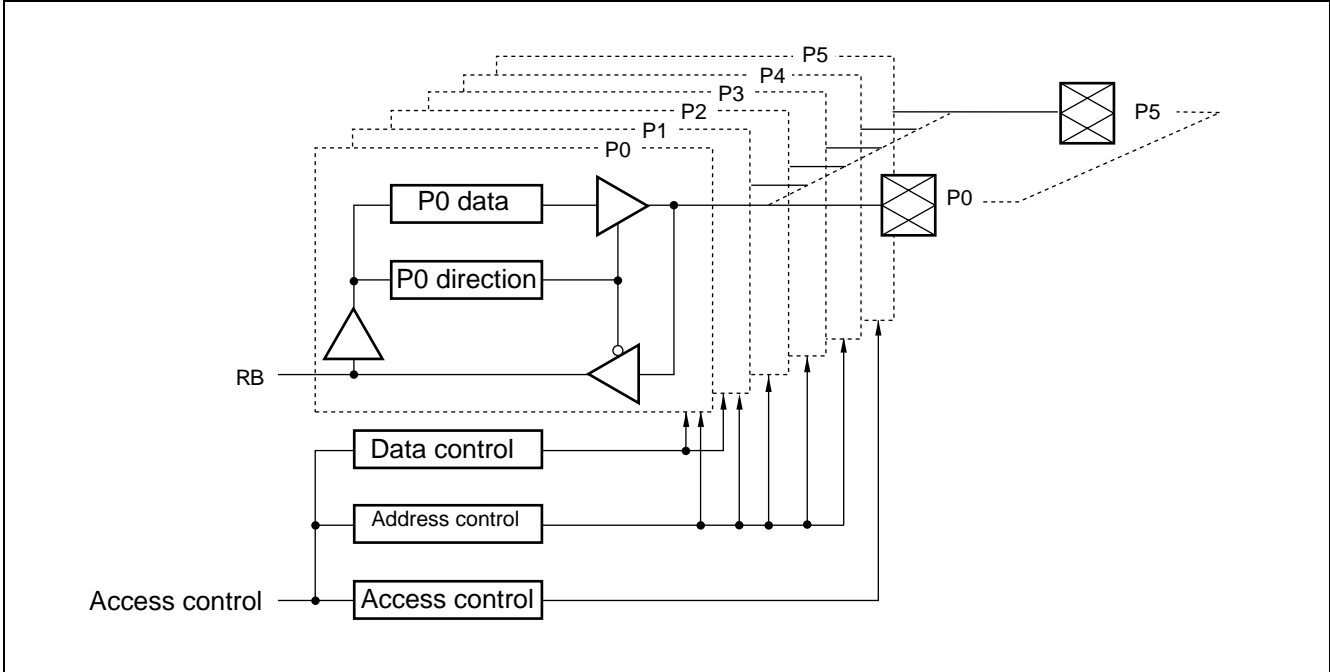 P5
P4
P3
P2
P1
P0
P5
P0
P0 data
P0 direction
RB
Data control
Address control
Access control
Access control